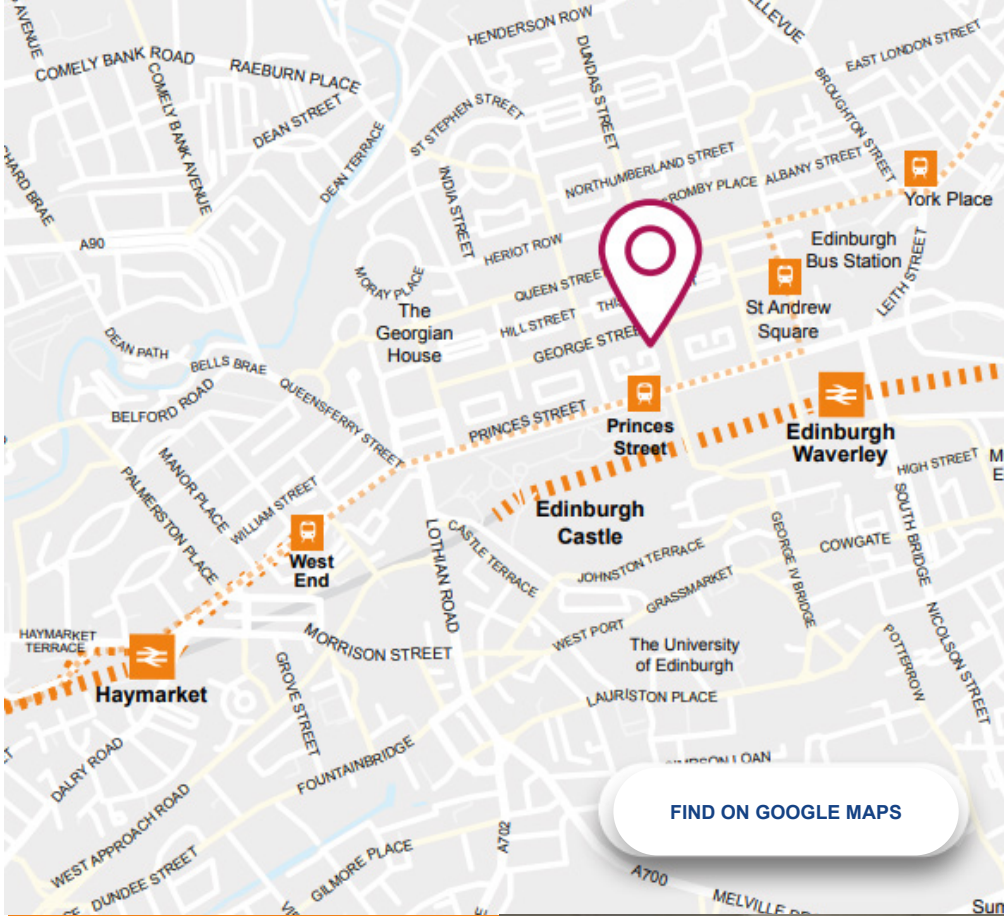 AVENUE
HENDERSON ROW
BROUGHTON STREET
EAST LONDON STREET
COMELY BANK ROAD
RAEBURN PLACE
DUNDAS STREET
COMELY BANK AVENUE
DEAN STREET
ST STEPHEN STREET
DEAN TERRACE
NORTHUMBERLAND STREET
ALBANY STREET
INDIA STREET
York Place
A90
HERIOT ROW
Edinburgh
Bus Station
LEITH STREET
MORAY PLACE
QUEEN STREET
The
Georgian
House
HILL STREET
St Andrew
Square
GEORGE STREET
DEAN PATH
BELLS BRAE
QUEENSFERRY STREET
BELFORD ROAD
PRINCES STREET
Princes
Street
Edinburgh
Waverley
HIGH STREET
MANOR PLACE
PALMERSTON PLACE
WILLIAM STREET
Edinburgh
Castle
SOUTH BRIDGE
West
End
LOTHIAN ROAD
CASTLE TERRACE
GEORGE IV BRIDGE
COWGATE
JOHNSTON TERRACE
GRASSMARKET
HAYMARKET
TERRACE
MORRISON STREET
WEST PORT
The University
of Edinburgh
POTTERROW
NICOLSON STREET
Haymarket
GROVE STREET
LAURISTON PLACE
DALRY ROAD
FOUNTAINBRIDGE
LOAN
FIND ON GOOGLE MAPS
WEST APPROACH ROAD
A702
DUNDEE STREET
GILMORE PLACE
A700
MELVILLE